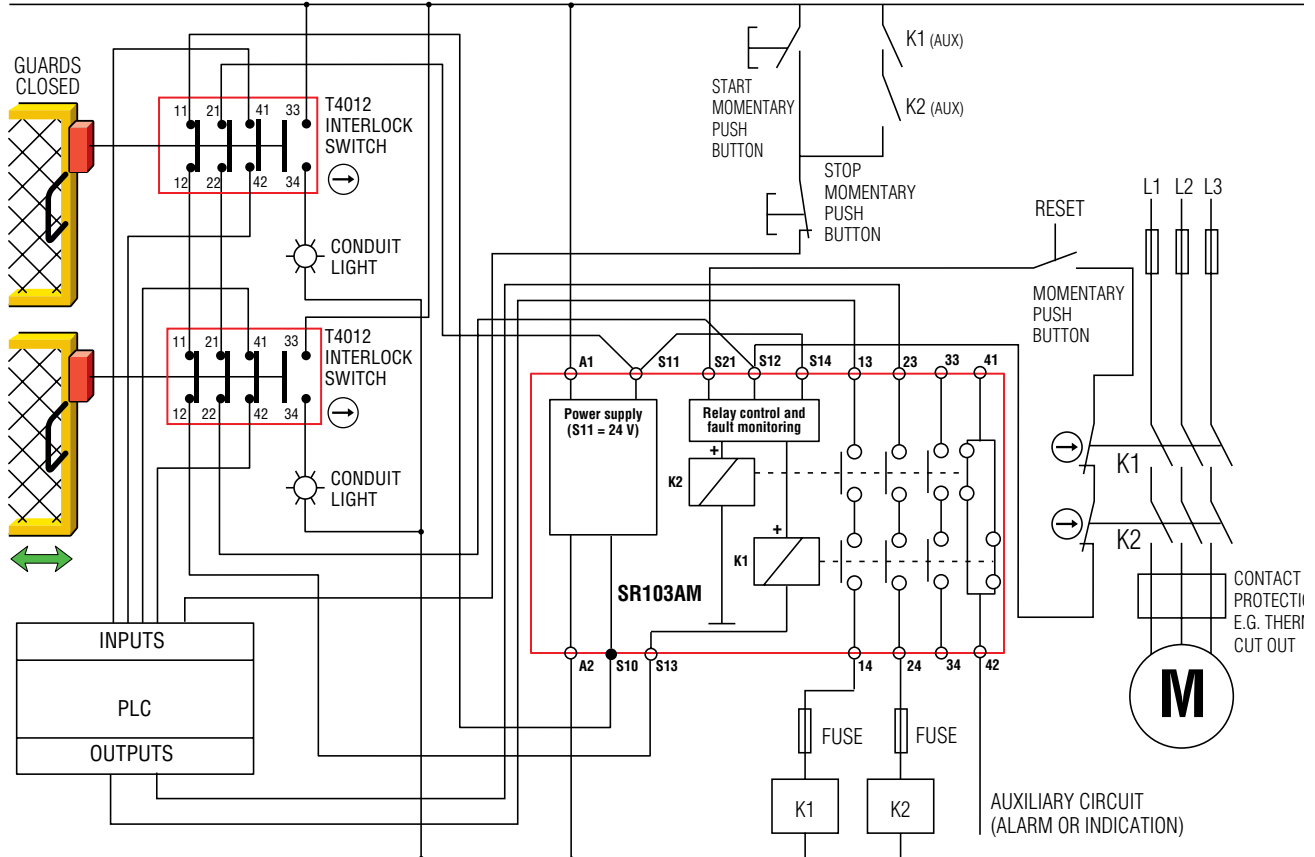 GUARDS
CLOSED
11 21 41 33
T4012
INTERLOCK
SWITCH
12 22 42 34
CONDUIT
LIGHT
11 21 41 33
T4012
INTERLOCK
SWITCH
12 22 42 34
CONDUIT
LIGHT
INPUTS
PLC
OUTPUTS
START
MOMENTARY
PUSH
BUTTON
K1 (AUX)
K2 (AUX)
STOP
MOMENTARY
PUSH
BUTTON
RESET
MOMENTARY
PUSH
BUTTON
L1 L2 L3
A1 S11 S21 S12 S14 13 23 33 41
Power supply
(S11 = 24 V)
Relay control and
fault monitoring
+
K2
+
K1
SR103AM
A2 S10 S13 14 24 34 42
FUSE
FUSE
K1
K2
AUXILIARY CIRCUIT
(ALARM OR INDICATION)
K1
K2
CONTACT
PROTECTIO
E.G. THERM
CUT OUT
M